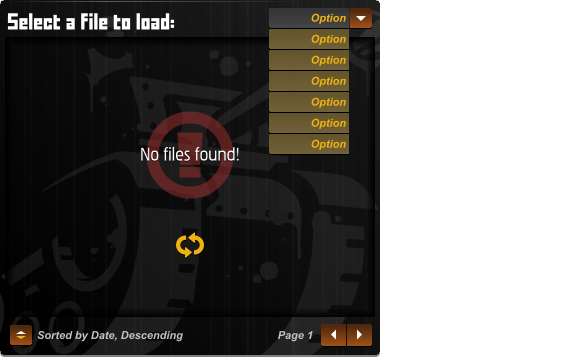 Select a file to load:
Option
Option
Option
Option
Option
Option
Option
No files found!
Sorted by Date, Descending
Page 1